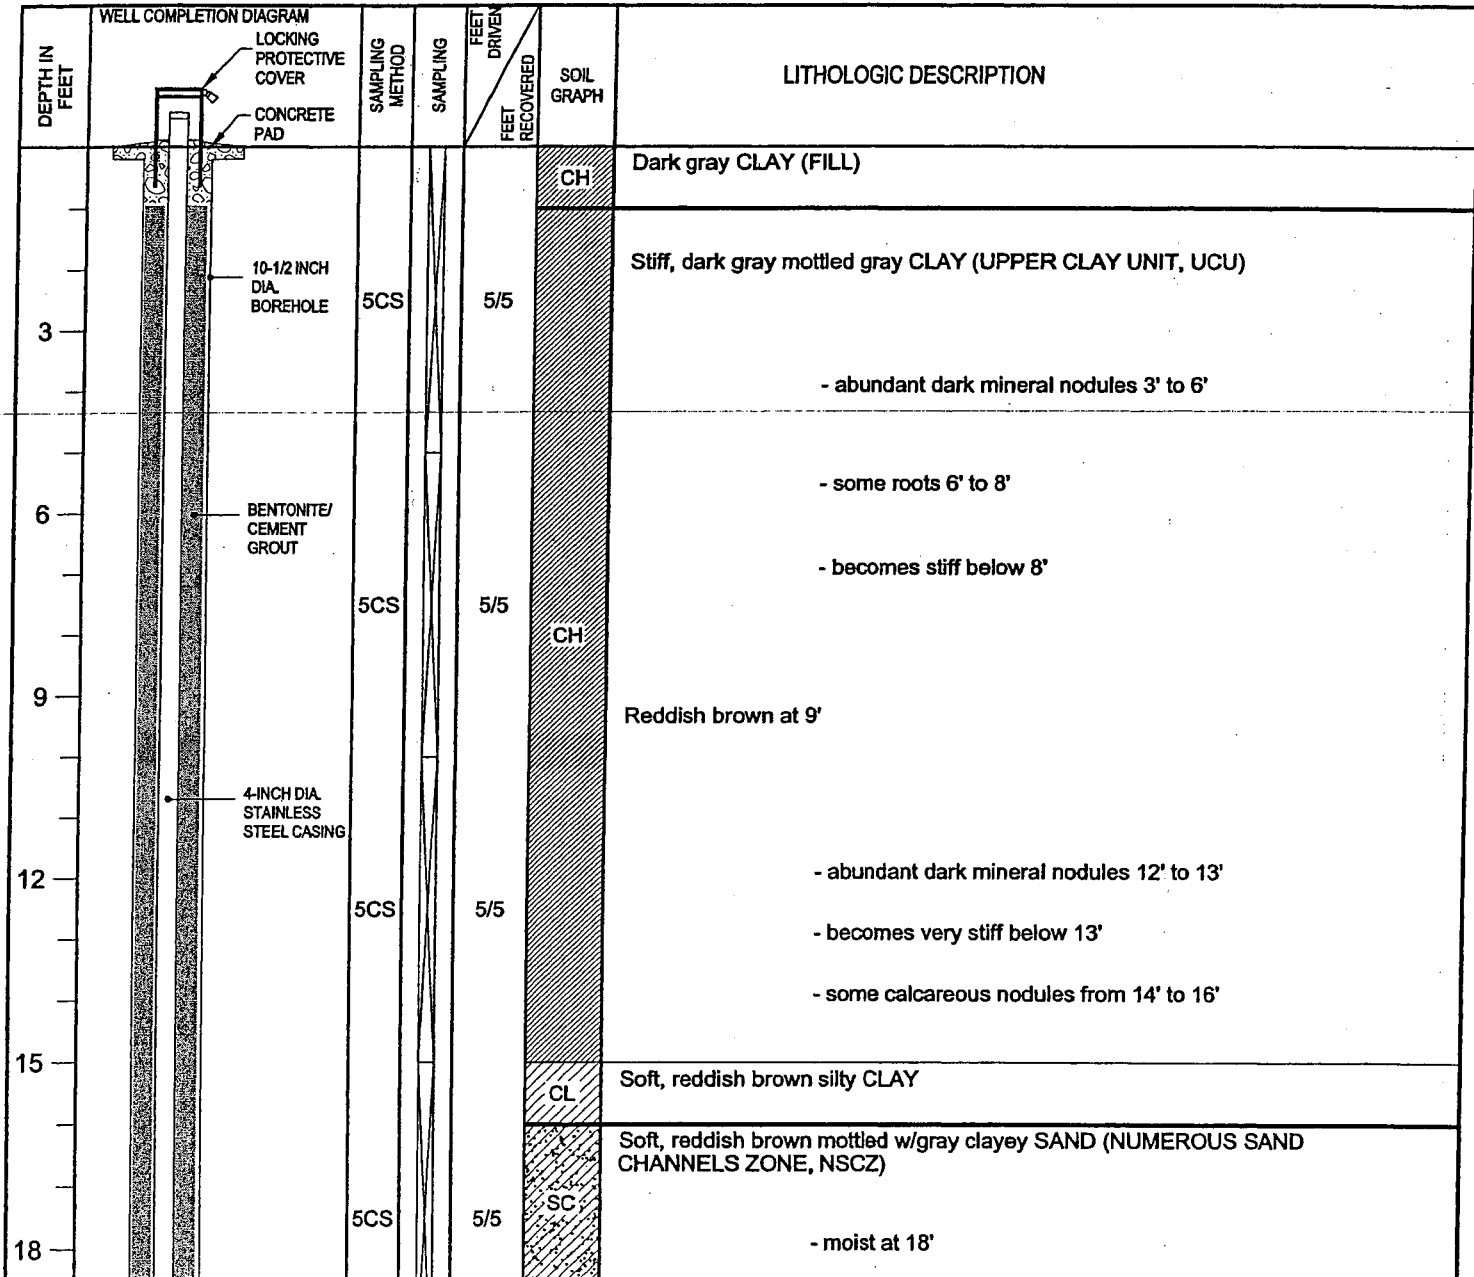 WELL COMPLETION DIAGRAM
DEPTH IN
FEET
LOCKING
PROTECTIVE
COVER
CONCRETE
PAD
SAMPLING
METHOD
SAMPLING
FEET
DRIVEN
FEET
RECOVERED
SOIL
GRAPH
LITHOLOGIC DESCRIPTION
CH
Dark gray CLAY (FILL)
Stiff, dark gray mottled gray CLAY (UPPER CLAY UNIT, UCU)
10-1/2 INCH
DIA.
BOREHOLE
5CS
5/5
3
- abundant dark mineral nodules 3' to 6'
- some roots 6' to 8'
6
BENTONITE/
CEMENT
GROUT
- becomes stiff below 8'
5CS
5/5
CH
9
Reddish brown at 9'
4-INCH DIA.
STAINLESS
STEEL CASING
12
- abundant dark mineral nodules 12' to 13'
5CS
5/5
- becomes very stiff below 13'
- some calcareous nodules from 14' to 16'
15
CL
Soft, reddish brown silty CLAY
Soft, reddish brown mottled w/gray clayey SAND (NUMEROUS SAND
CHANNELS ZONE, NSCZ)
SC
5CS
5/5
18
- moist at 18'